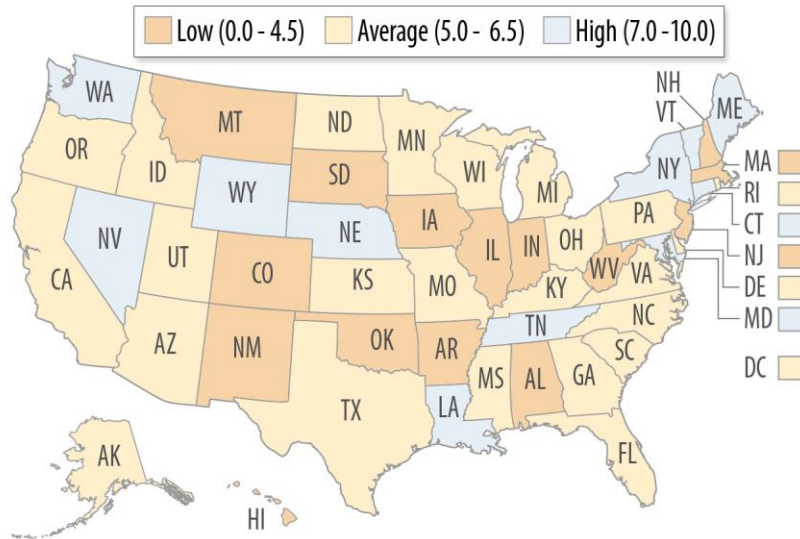 Low (0.0 - 4.5) Average (5.0 - 6.5) High (7.0 -10.0)
NH
WA
VT
ME
MT
ND
MN
OR
ID
SD
WI
NY
MA
MI
RI
WY
PA
CT
IA
NE
NV
IL
IN
OH
NJ
UT
CO
WV
VA
DE
CA
KS
MO
KY
MD
NC
TN
AZ
NM
OK
AR
SC
DC
MS
AL
GA
LA
TX
FL
AK
HI